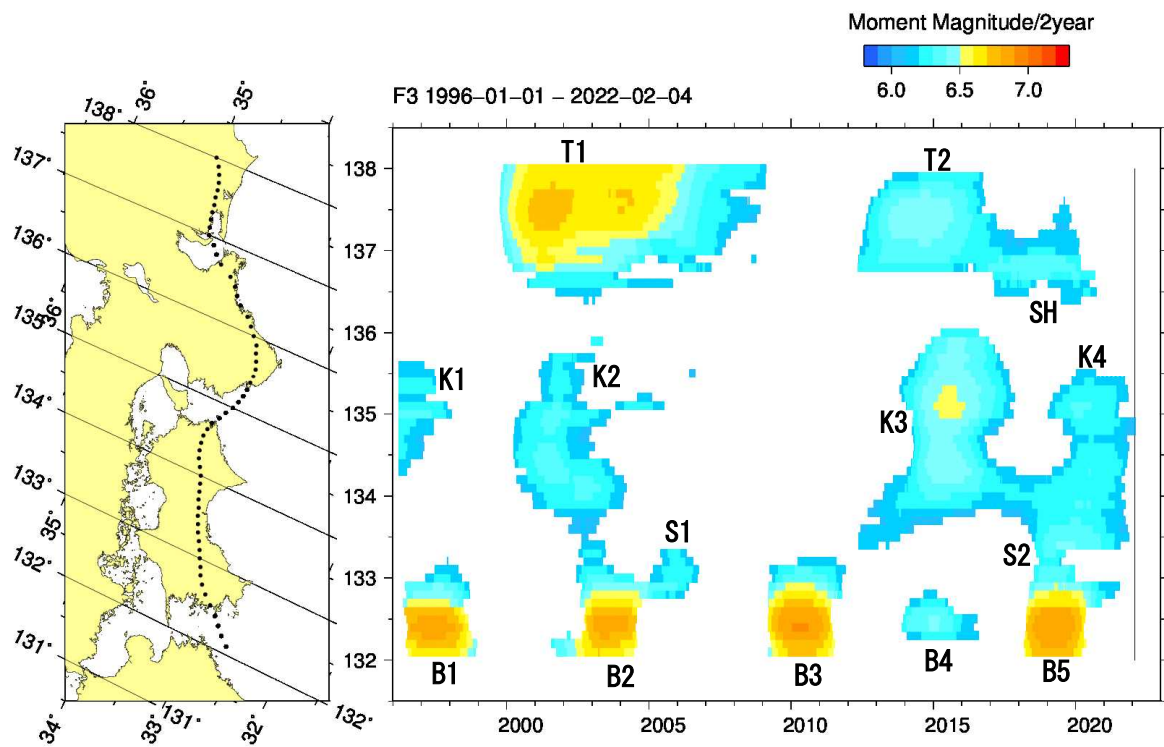 Moment Magnitude/2year
6.0 6.5 7.0
F3 1996-01-01 - 2022-02-04
138° 36° 35°
137°
136°
36°
135°
134°
133°
35°
132°
131°
34° 33° 131° 32° 132°
138
137
136
135
134
133
132
T1
T2
SH
K1
K2
K3
K4
S1
S2
B1
B2
B3
B4
B5
2000 2005 2010 2015 2020